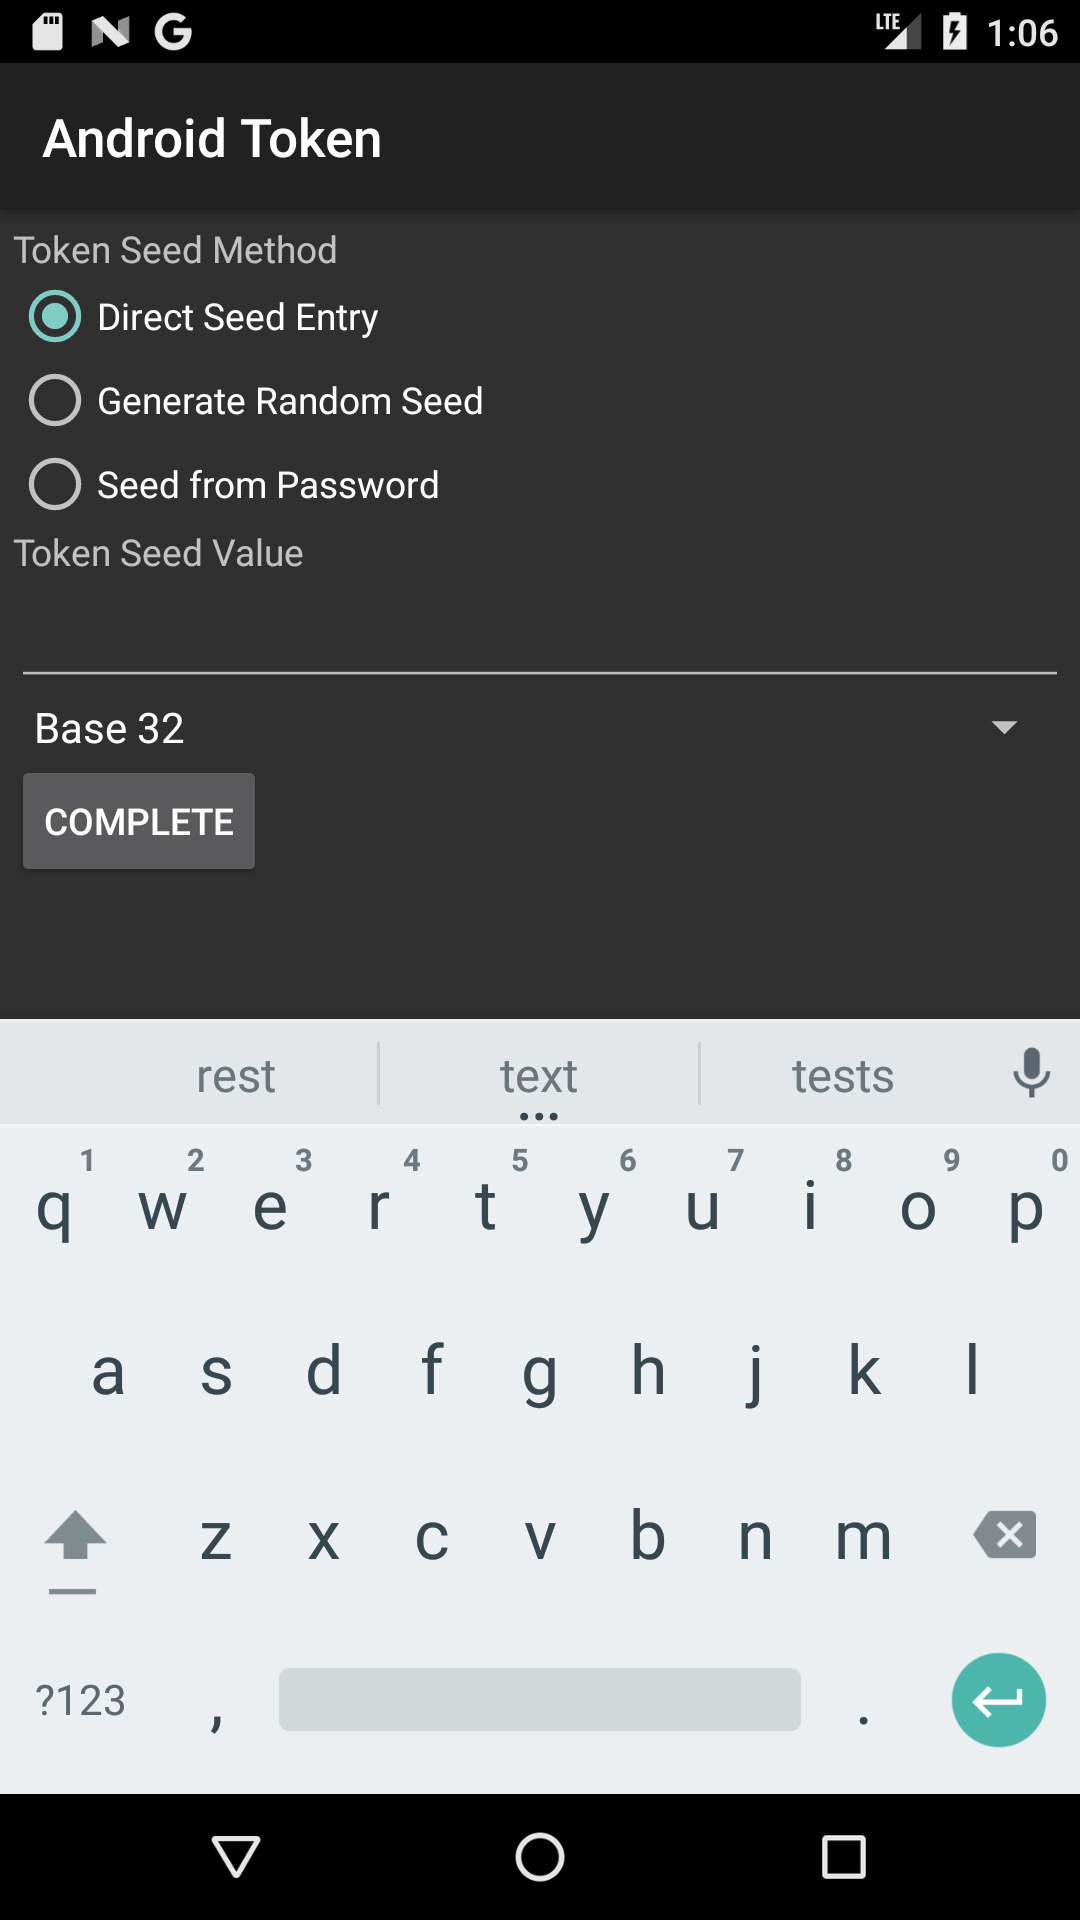 LTE 1:06
Android Token
Token Seed Method
Direct Seed Entry
Generate Random Seed
Seed from Password
Token Seed Value
Base 32
COMPLETE
rest text tests
1 2 3 4 5 6 7 8 9 0
q w e r t y u i o p
a s d f g h j k l
z x c v b n m
?123 , .